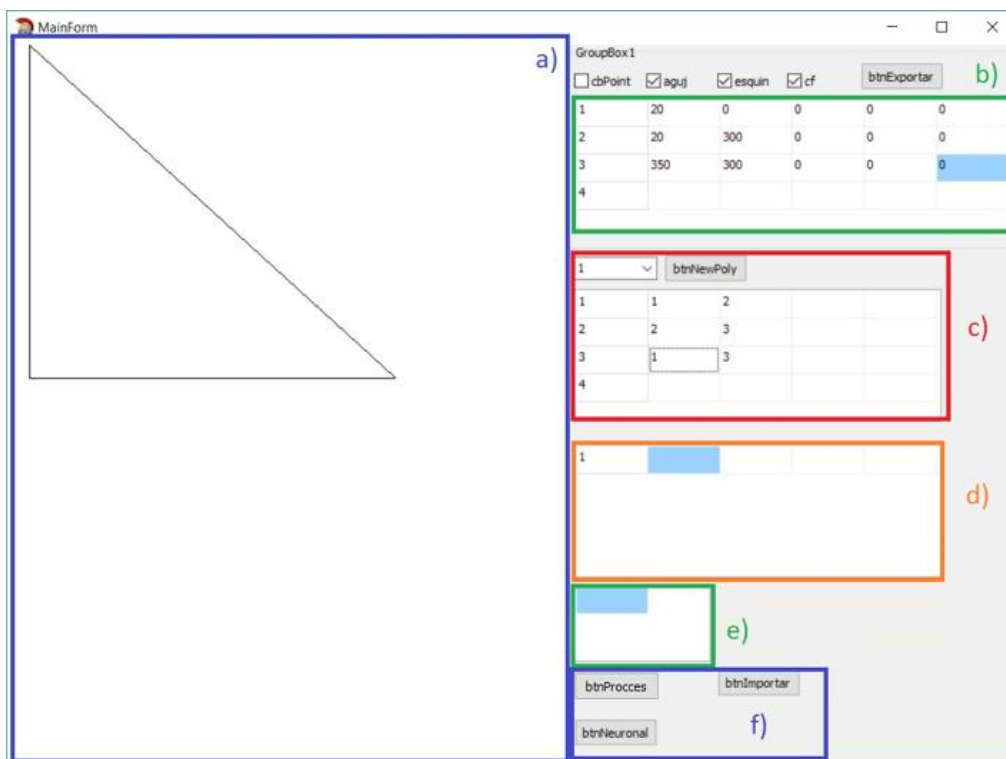 MainForm
a)
GroupBox1
cbPoint aguj esquin cf btnExportar b)
1 20 0 0 0 0
2 20 300 0 0 0
3 350 300 0 0 0
4
1 btnNewPoly
1 1 2
2 2 3
3 1 3
4
c)
1
d)
e)
btnProcces btnImportar
btnNeuronal f)